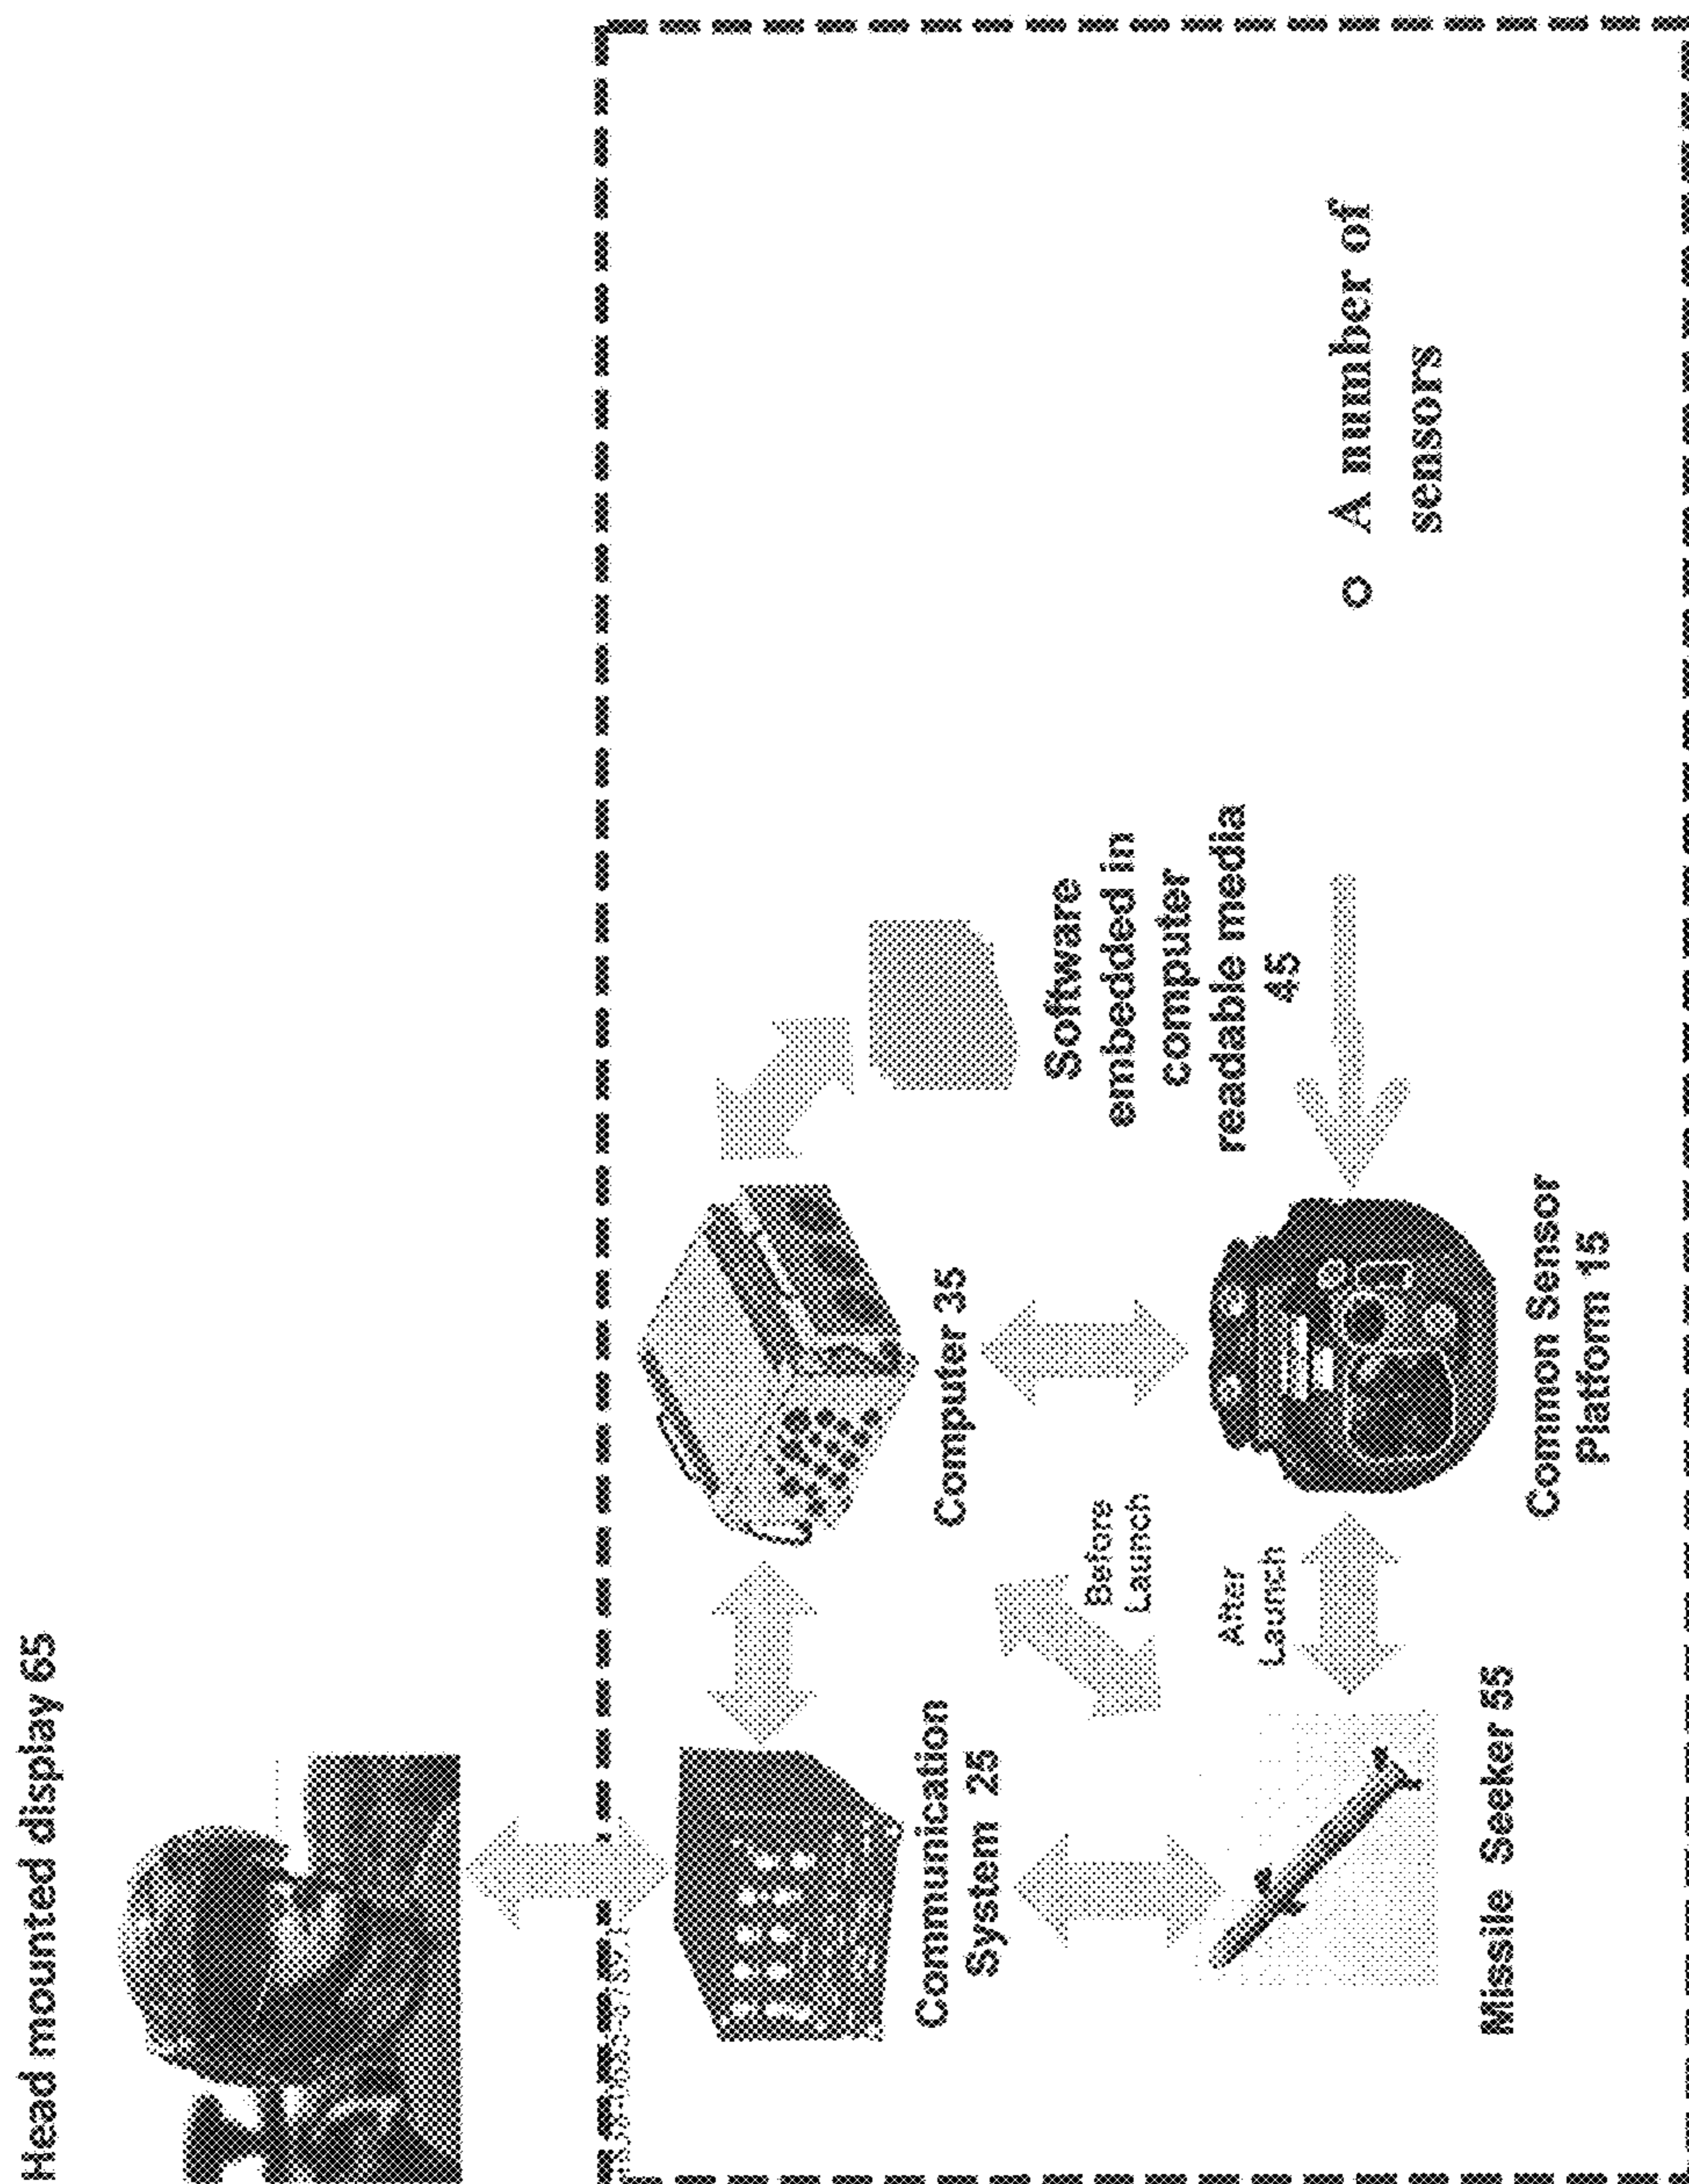 Head mounted display 65
Communication
System 25
Computer 35
Software
embedded in
computer
readable media
45
Before
Launch
After
Launch
Missile Seeker 55
Common Sensor
Platform 15
o A number of
sensors